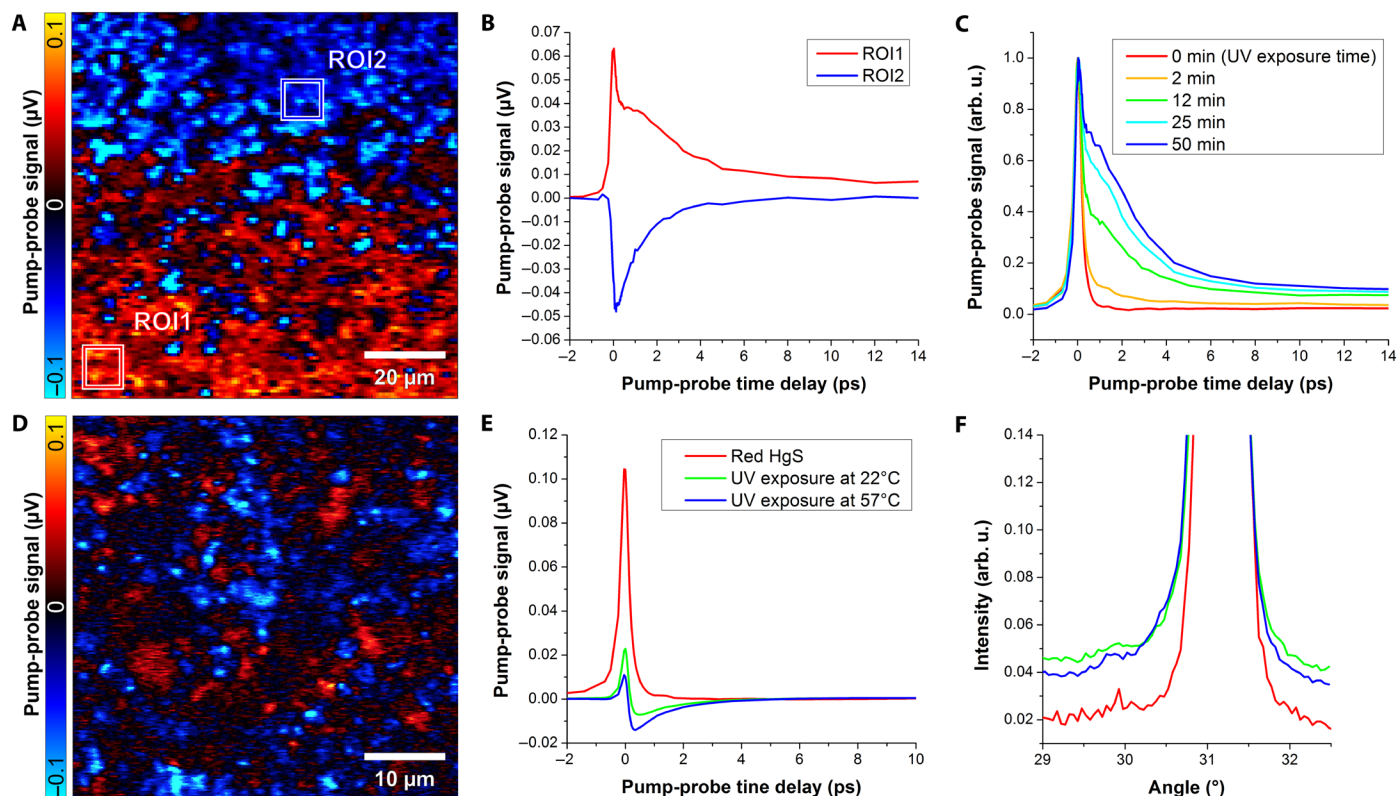 A
Pump-probe signal (µV)
0.1
0
−0.1
ROI2
ROI1
20 µm
B
Pump-probe signal (µV)
0.07
0.06
0.05
0.04
0.03
0.02
0.01
0.00
−0.01
−0.02
−0.03
−0.04
−0.05
−0.06
−2 0 2 4 6 8 10 12 14
Pump-probe time delay (ps)
ROI1
ROI2
C
Pump-probe signal (arb. u.)
1.0
0.8
0.6
0.4
0.2
0.0
−2 0 2 4 6 8 10 12 14
Pump-probe time delay (ps)
0 min (UV exposure time)
2 min
12 min
25 min
50 min
D
Pump-probe signal (µV)
0.1
0
−0.1
10 µm
E
Pump-probe signal (µV)
0.12
0.10
0.08
0.06
0.04
0.02
0.00
−0.02
−2 0 2 4 6 8 10
Pump-probe tine delay (ps)
Red HgS
UV exposure at 22°C
UV exposure at 57°C
F
Intensity (arb. u.)
0.14
0.12
0.10
0.08
0.06
0.04
0.02
29 30 31 32
Angle (°)